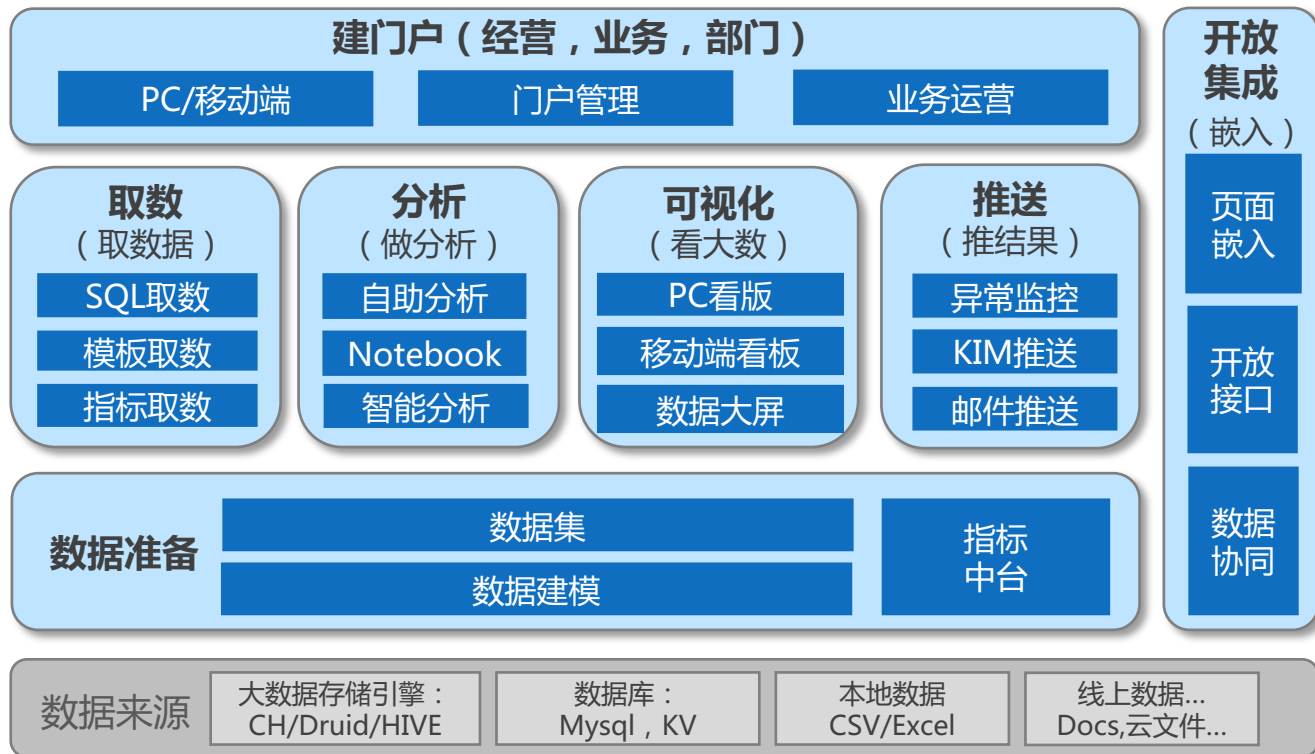 建门户（经营，业务，部门）
PC/移动端
门户管理
业务运营
开放
集成
（嵌入）
页面
嵌入
开放
接口
数据
协同
取数
（取数据）
SQL取数
模板取数
指标取数
分析
（做分析）
自助分析
Notebook
智能分析
可视化
（看大数）
PC看版
移动端看板
数据大屏
推送
（推结果）
异常监控
KIM推送
邮件推送
数据准备
数据集
数据建模
指标
中台
数据来源
大数据存储引擎：
CH/Druid/HIVE
数据库：
Mysql，KV
本地数据
CSV/Excel
线上数据...
Docs,云文件...